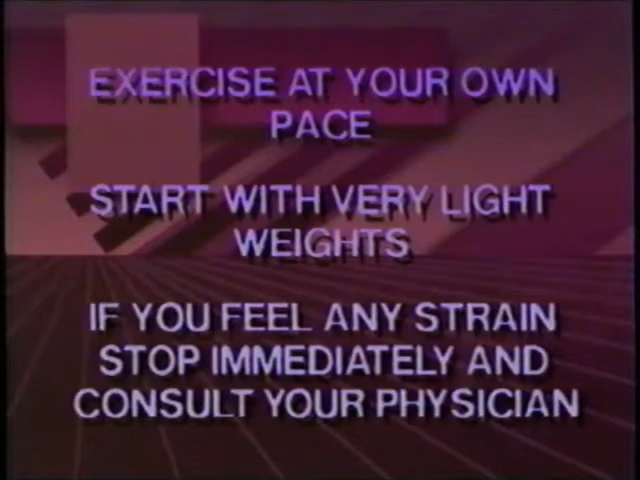 EXERCISE AT YOUR OWN
PACE
START WITH VERY LIGHT
WEIGHTS
IF YOU FEEL ANY STRAIN
STOP IMMEDIATELY AND
CONSULT YOUR PHYSICIAN